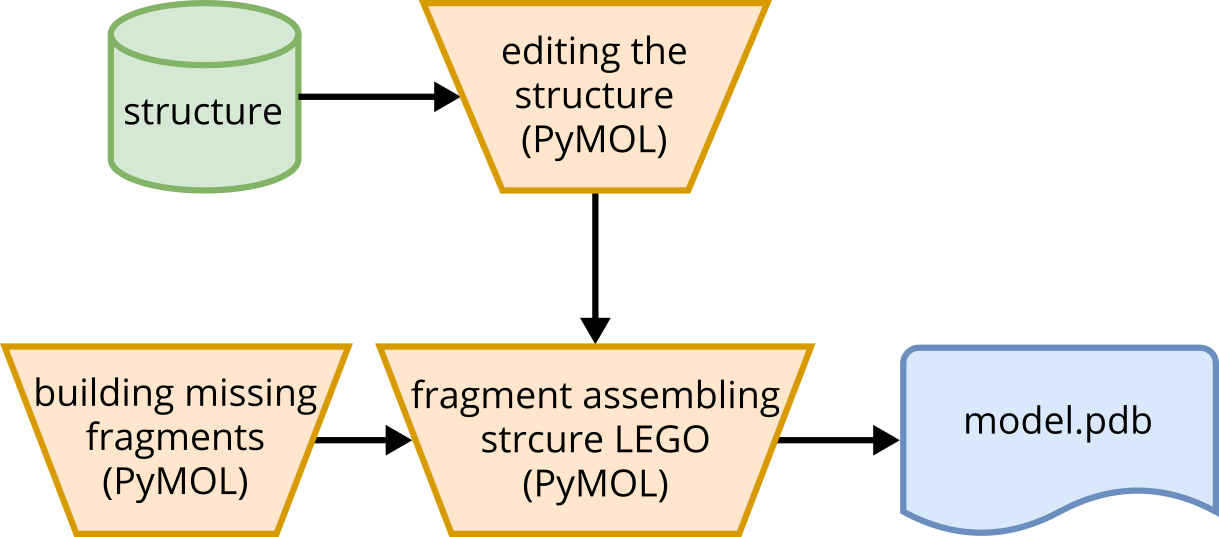 structure
editing the
structure
(PyMOL)
building missing
fragments
(PyMOL)
fragment assembling
strcure LEGO
(PyMOL)
model.pdb